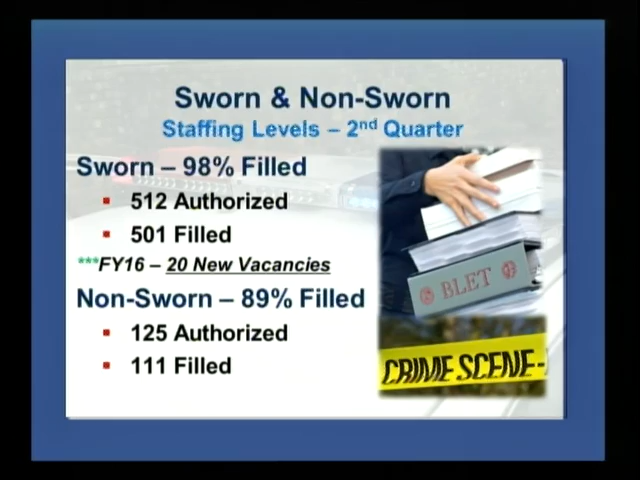 Sworn & Non-Sworn
Staffing Levels – 2nd Quarter
Sworn – 98% Filled
512 Authorized
501 Filled
***FY16 – 20 New Vacancies
Non-Sworn – 89% Filled
125 Authorized
111 Filled
BLET
CRIME SCENE-